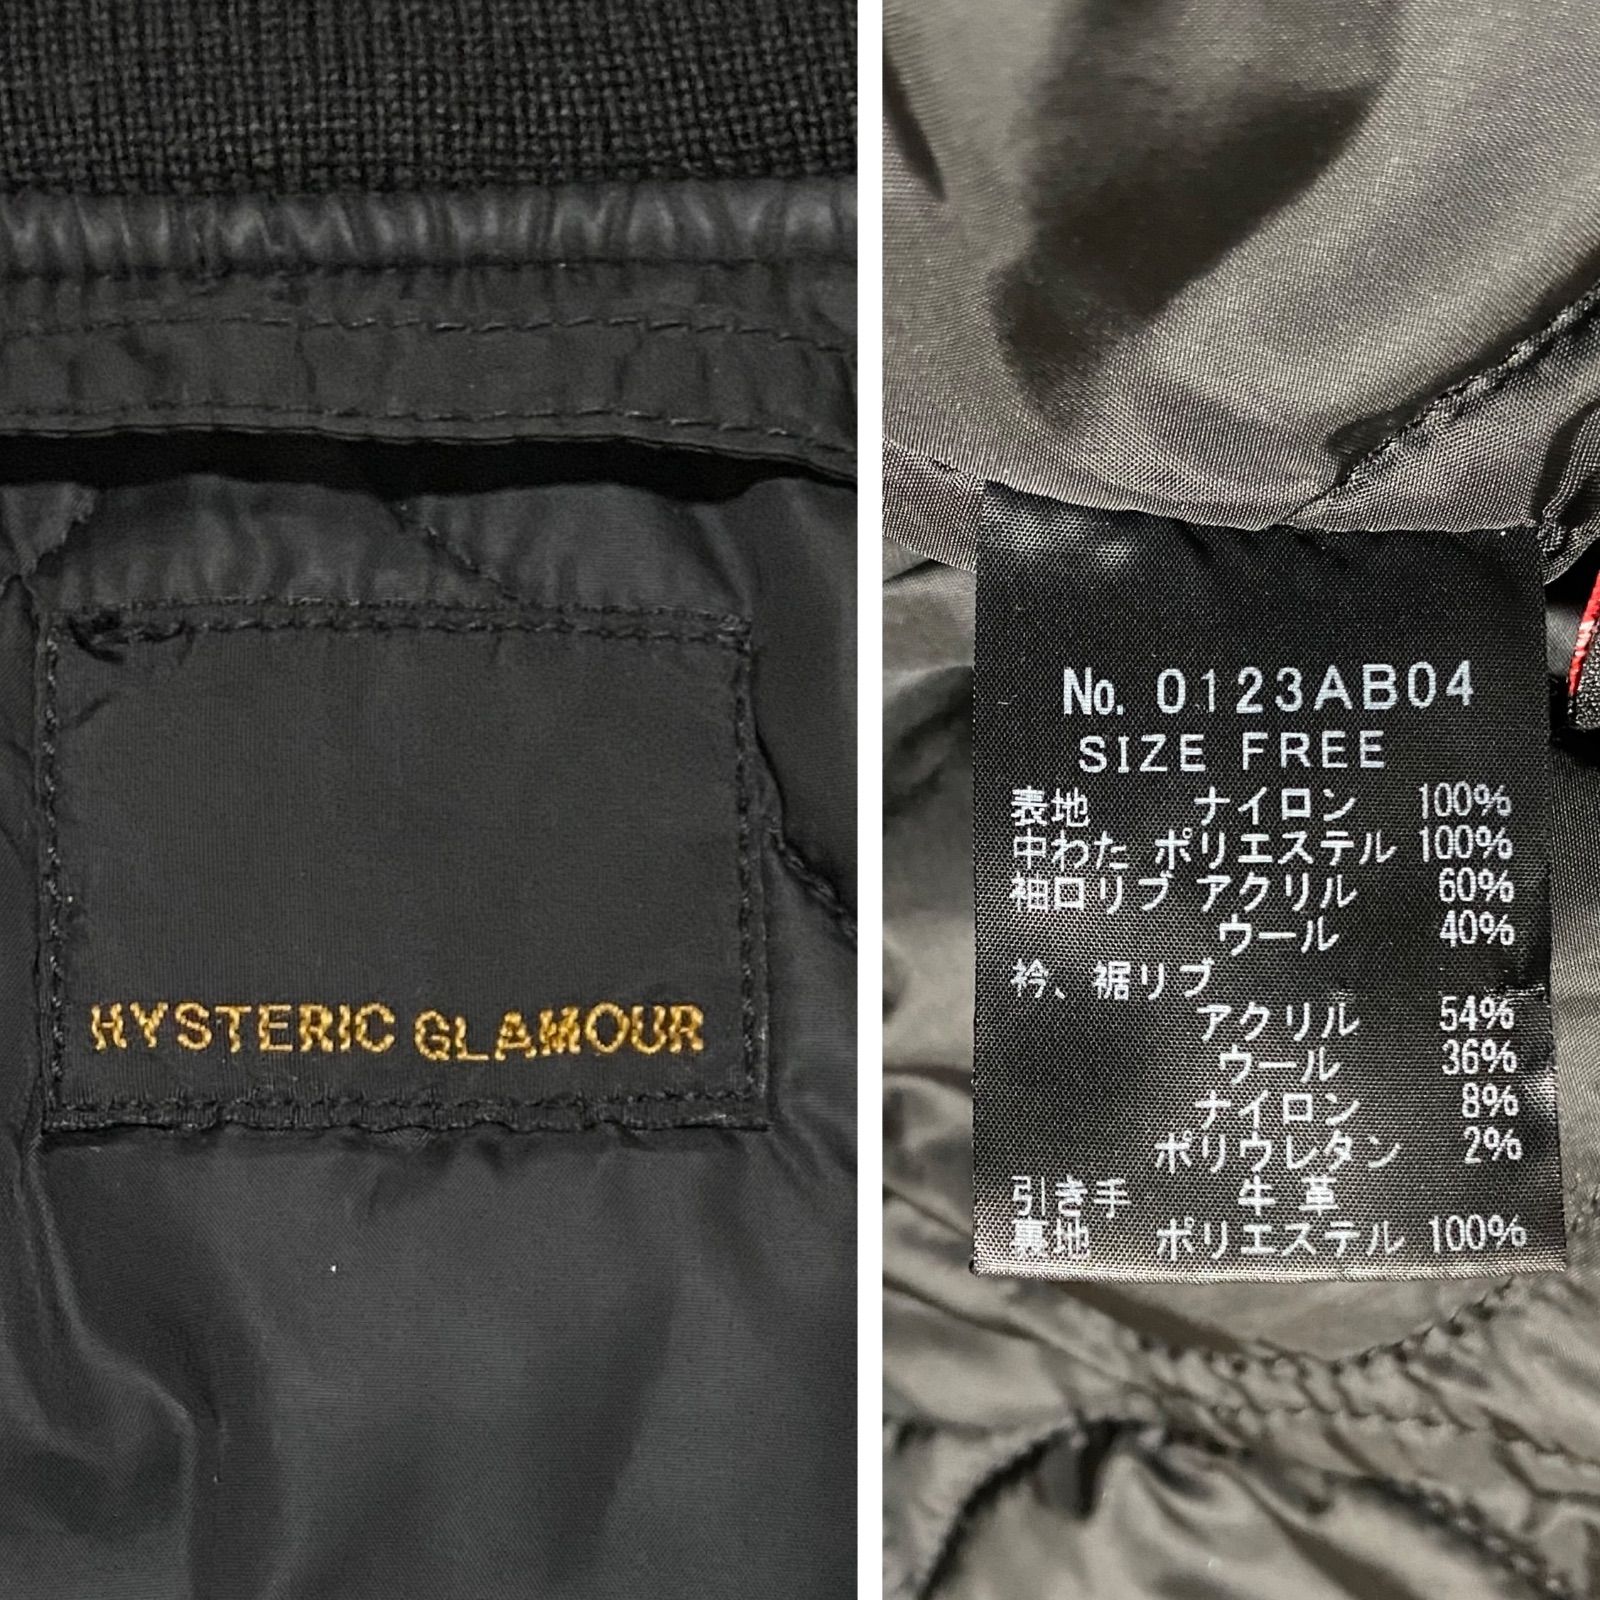 HYSTERIC GLAMOUR
No. 0123AB04
SIZE FREE
表地 ナイロン 100%
中わた ポリエステル 100%
袖口リブ アクリル 60%
ウール 40%
衿、裾リブ
アクリル 54%
ウール 36%
ナイロン 8%
ポリウレタン 2%
引き手 牛革
裏地 ポリエステル 100%